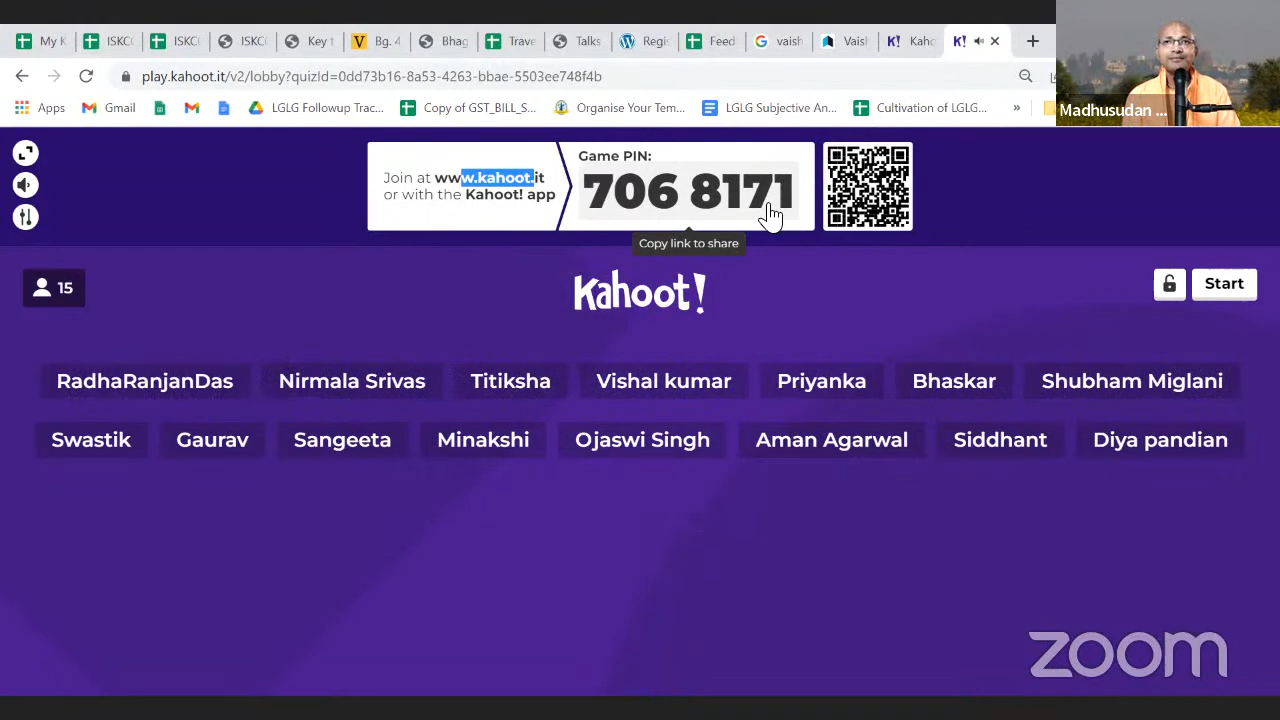 My K
ISKC
ISKC
ISKC
Key t
Bg. 4
Bhag
Trave
Talks
Regis
Feed
vaish
Vaish
Kaho
play.kahoot.it/v2/lobby?quizId=0dd73b16-8a53-4263-bbae-5503ee748f4b
Apps
Gmail
LGLG Followup Trac...
Copy of GST_BILL_S...
Organise Your Tem...
LGLG Subjective An...
Cultivation of LGLG...
»
Madhusudan ...
Join at www.kahoot.it
or with the Kahoot! app
Game PIN:
706 8171
Copy link to share
15
Kahoot!
Start
RadhaRanjanDas
Nirmala Srivas
Titiksha
Vishal kumar
Priyanka
Bhaskar
Shubham Miglani
Swastik
Gaurav
Sangeeta
Minakshi
Ojaswi Singh
Aman Agarwal
Siddhant
Diya pandian
zoom